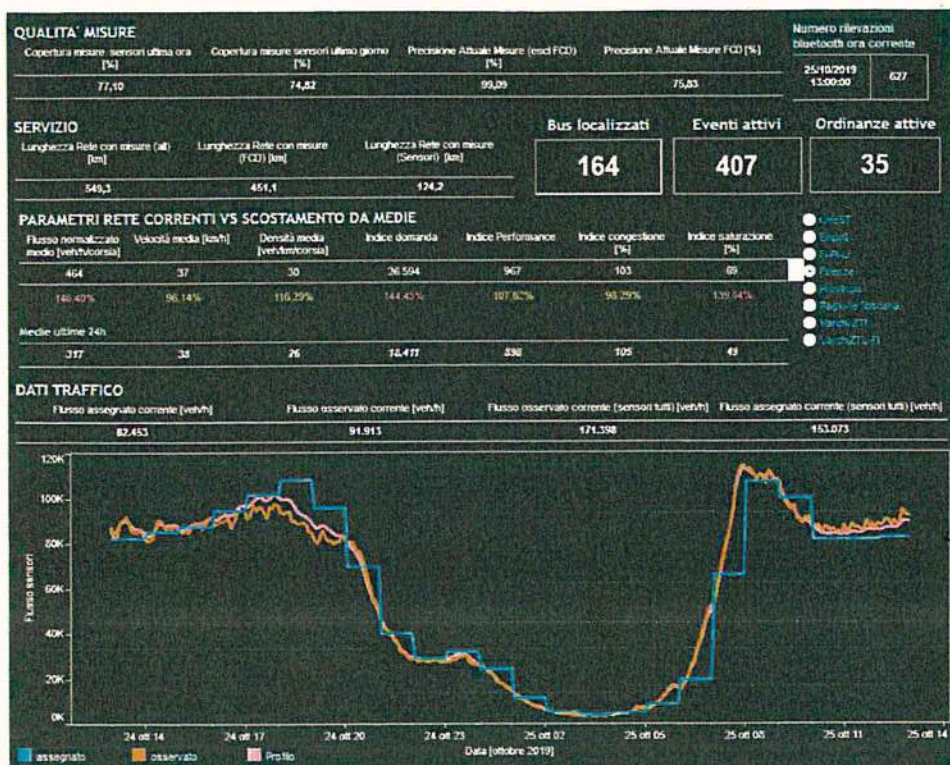 QUALITA' MISURE
Copertura misure sensori ultima ora [%]
Copertura misure sensori ultimo giorno [%]
Precisione Attuale Misure (escl FCD) [%]
Precisione Attuale Misure FCD [%]
Numero rilevazioni bluetooth ora corrente
77,10 74,82 99,09 75,83
25/10/2019 13:00:00 627
SERVIZIO
Lunghezza Rete con misure (all) [km]
Lunghezza Rete con misure (FCD) [km]
Lunghezza Rete con misure (Sensori) [km]
549,3 451,1 124,2
Bus localizzati Eventi attivi Ordinanze attive
164 407 35
PARAMETRI RETE CORRENTI VS SCOSTAMENTO DA MEDIE
Flusso normalizzato medio [veh/h/corsia]
Velocità media [km/h]
Densità media [veh/km/corsia]
Indice domanda
Indice Performance
Indice congestione [%]
Indice saturazione [%]
464 37 30 26.594 967 103 69
96.14% 116.29% 144.45% 107.62% 98.29%
Medie ultime 24h
317 38 26 18.411 898 105 49
Firenze
Provincia
Regione Toscana
DATI TRAFFICO
Flusso assegnato corrente [veh/h]
Flusso osservato corrente [veh/h]
Flusso osservato corrente (sensori tutti) [veh/h]
Flusso assegnato corrente (sensori tutti) [veh/h]
82.453 91.913 171.398 153.073
120K
100K
80K
60K
40K
20K
0K
Flusso sensori
24 ott 14 24 ott 17 24 ott 20 24 ott 23 25 ott 02 25 ott 05 25 ott 08 25 ott 11 25 ott 14
Data [ottobre 2019]
assegnato osservato Profilo